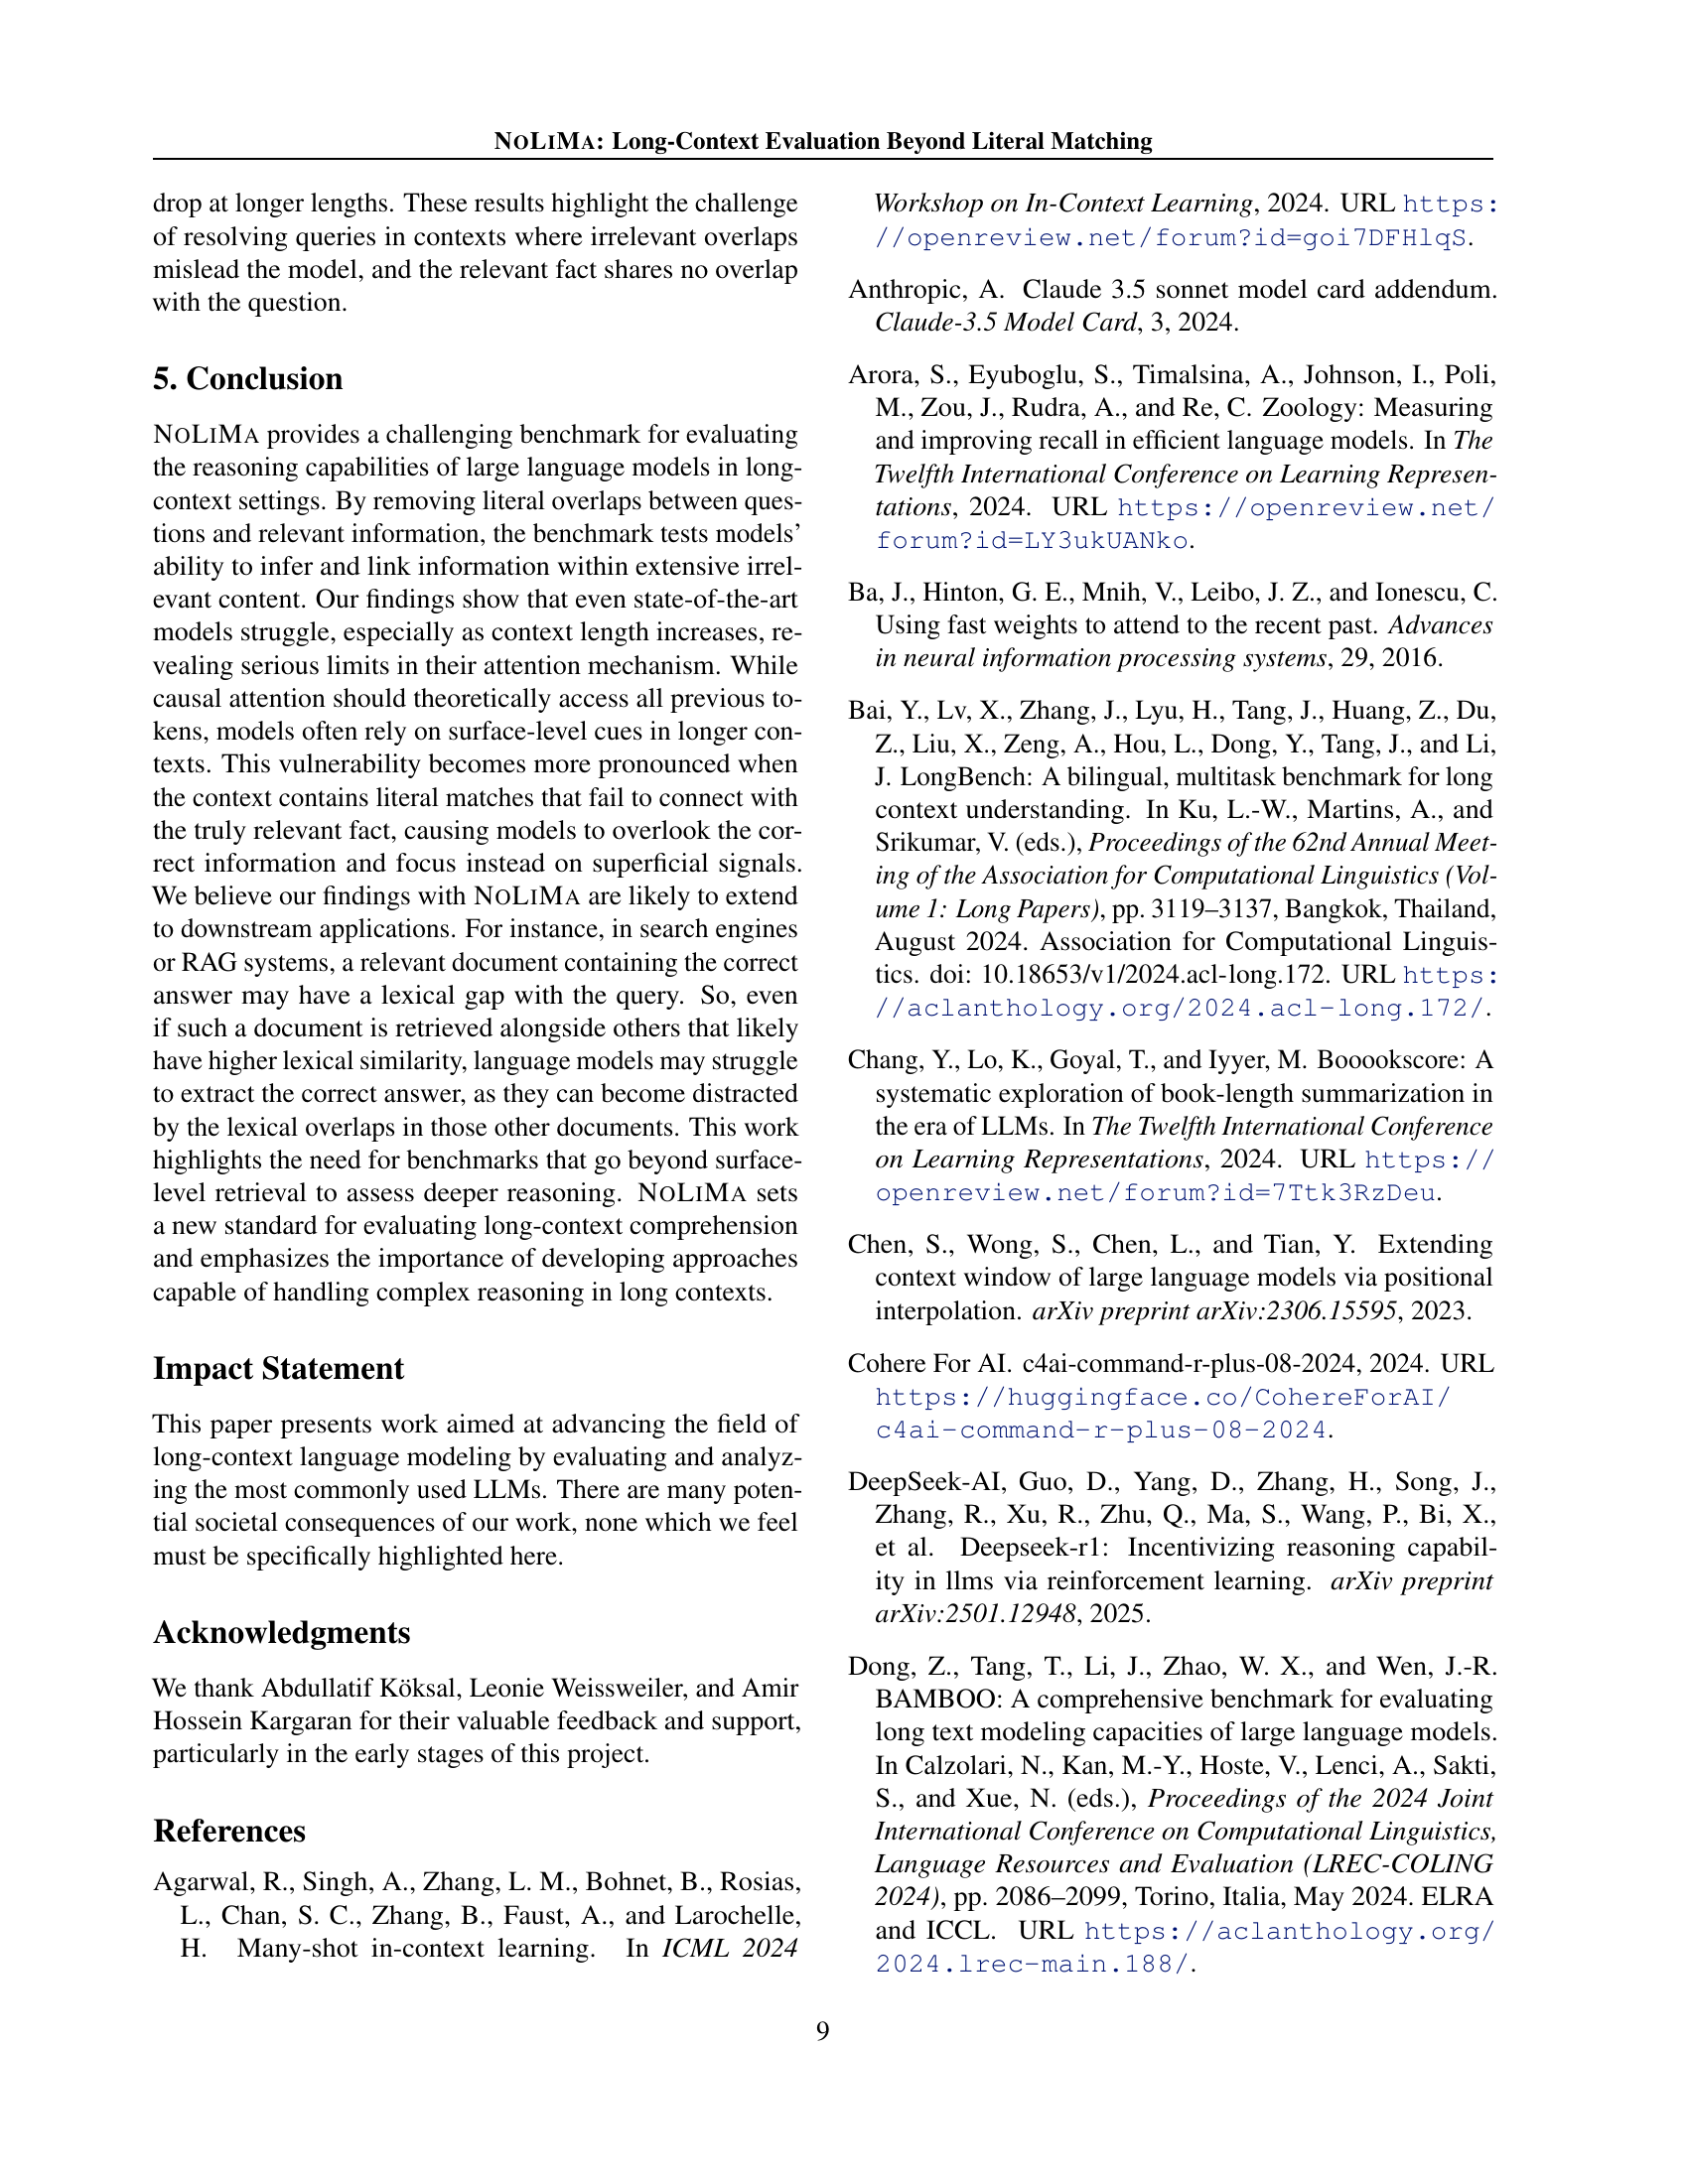 NOLIMA: Long-Context Evaluation Beyond Literal Matching
drop at longer lengths. These results highlight the challenge
of resolving queries in contexts where irrelevant overlaps
mislead the model, and the relevant fact shares no overlap
with the question.
5. Conclusion
NOLIMA provides a challenging benchmark for evaluating
the reasoning capabilities of large language models in long-
context settings. By removing literal overlaps between ques-
tions and relevant information, the benchmark tests models’
ability to infer and link information within extensive irrel-
evant content. Our findings show that even state-of-the-art
models struggle, especially as context length increases, re-
vealing serious limits in their attention mechanism. While
causal attention should theoretically access all previous to-
kens, models often rely on surface-level cues in longer con-
texts. This vulnerability becomes more pronounced when
the context contains literal matches that fail to connect with
the truly relevant fact, causing models to overlook the cor-
rect information and focus instead on superficial signals.
We believe our findings with NOLIMA are likely to extend
to downstream applications. For instance, in search engines
or RAG systems, a relevant document containing the correct
answer may have a lexical gap with the query. So, even
if such a document is retrieved alongside others that likely
have higher lexical similarity, language models may struggle
to extract the correct answer, as they can become distracted
by the lexical overlaps in those other documents. This work
highlights the need for benchmarks that go beyond surface-
level retrieval to assess deeper reasoning. NOLIMA sets
a new standard for evaluating long-context comprehension
and emphasizes the importance of developing approaches
capable of handling complex reasoning in long contexts.
Impact Statement
This paper presents work aimed at advancing the field of
long-context language modeling by evaluating and analyz-
ing the most commonly used LLMs. There are many poten-
tial societal consequences of our work, none which we feel
must be specifically highlighted here.
Acknowledgments
We thank Abdullatif Köksal, Leonie Weissweiler, and Amir
Hossein Kargaran for their valuable feedback and support,
particularly in the early stages of this project.
References
Agarwal, R., Singh, A., Zhang, L. M., Bohnet, B., Rosias,
L., Chan, S. C., Zhang, B., Faust, A., and Larochelle,
H. Many-shot in-context learning. In ICML 2024
Workshop on In-Context Learning, 2024. URL https:
//openreview.net/forum?id=goi7DFHlqS.
Anthropic, A. Claude 3.5 sonnet model card addendum.
Claude-3.5 Model Card, 3, 2024.
Arora, S., Eyuboglu, S., Timalsina, A., Johnson, I., Poli,
M., Zou, J., Rudra, A., and Re, C. Zoology: Measuring
and improving recall in efficient language models. In The
Twelfth International Conference on Learning Represen-
tations, 2024. URL https://openreview.net/
forum?id=LY3ukUANko.
Ba, J., Hinton, G. E., Mnih, V., Leibo, J. Z., and Ionescu, C.
Using fast weights to attend to the recent past. Advances
in neural information processing systems, 29, 2016.
Bai, Y., Lv, X., Zhang, J., Lyu, H., Tang, J., Huang, Z., Du,
Z., Liu, X., Zeng, A., Hou, L., Dong, Y., Tang, J., and Li,
J. LongBench: A bilingual, multitask benchmark for long
context understanding. In Ku, L.-W., Martins, A., and
Srikumar, V. (eds.), Proceedings of the 62nd Annual Meet-
ing of the Association for Computational Linguistics (Vol-
ume 1: Long Papers), pp. 3119–3137, Bangkok, Thailand,
August 2024. Association for Computational Linguis-
tics. doi: 10.18653/v1/2024.acl-long.172. URL https:
//aclanthology.org/2024.acl-long.172/.
Chang, Y., Lo, K., Goyal, T., and Iyyer, M. Booookscore: A
systematic exploration of book-length summarization in
the era of LLMs. In The Twelfth International Conference
on Learning Representations, 2024. URL https://
openreview.net/forum?id=7Ttk3RzDeu.
Chen, S., Wong, S., Chen, L., and Tian, Y. Extending
context window of large language models via positional
interpolation. arXiv preprint arXiv:2306.15595, 2023.
Cohere For AI. c4ai-command-r-plus-08-2024, 2024. URL
https://huggingface.co/CohereForAI/
c4ai-command-r-plus-08-2024.
DeepSeek-AI, Guo, D., Yang, D., Zhang, H., Song, J.,
Zhang, R., Xu, R., Zhu, Q., Ma, S., Wang, P., Bi, X.,
et al. Deepseek-r1: Incentivizing reasoning capabil-
ity in llms via reinforcement learning. arXiv preprint
arXiv:2501.12948, 2025.
Dong, Z., Tang, T., Li, J., Zhao, W. X., and Wen, J.-R.
BAMBOO: A comprehensive benchmark for evaluating
long text modeling capacities of large language models.
In Calzolari, N., Kan, M.-Y., Hoste, V., Lenci, A., Sakti,
S., and Xue, N. (eds.), Proceedings of the 2024 Joint
International Conference on Computational Linguistics,
Language Resources and Evaluation (LREC-COLING
2024), pp. 2086–2099, Torino, Italia, May 2024. ELRA
and ICCL. URL https://aclanthology.org/
2024.lrec-main.188/.
9